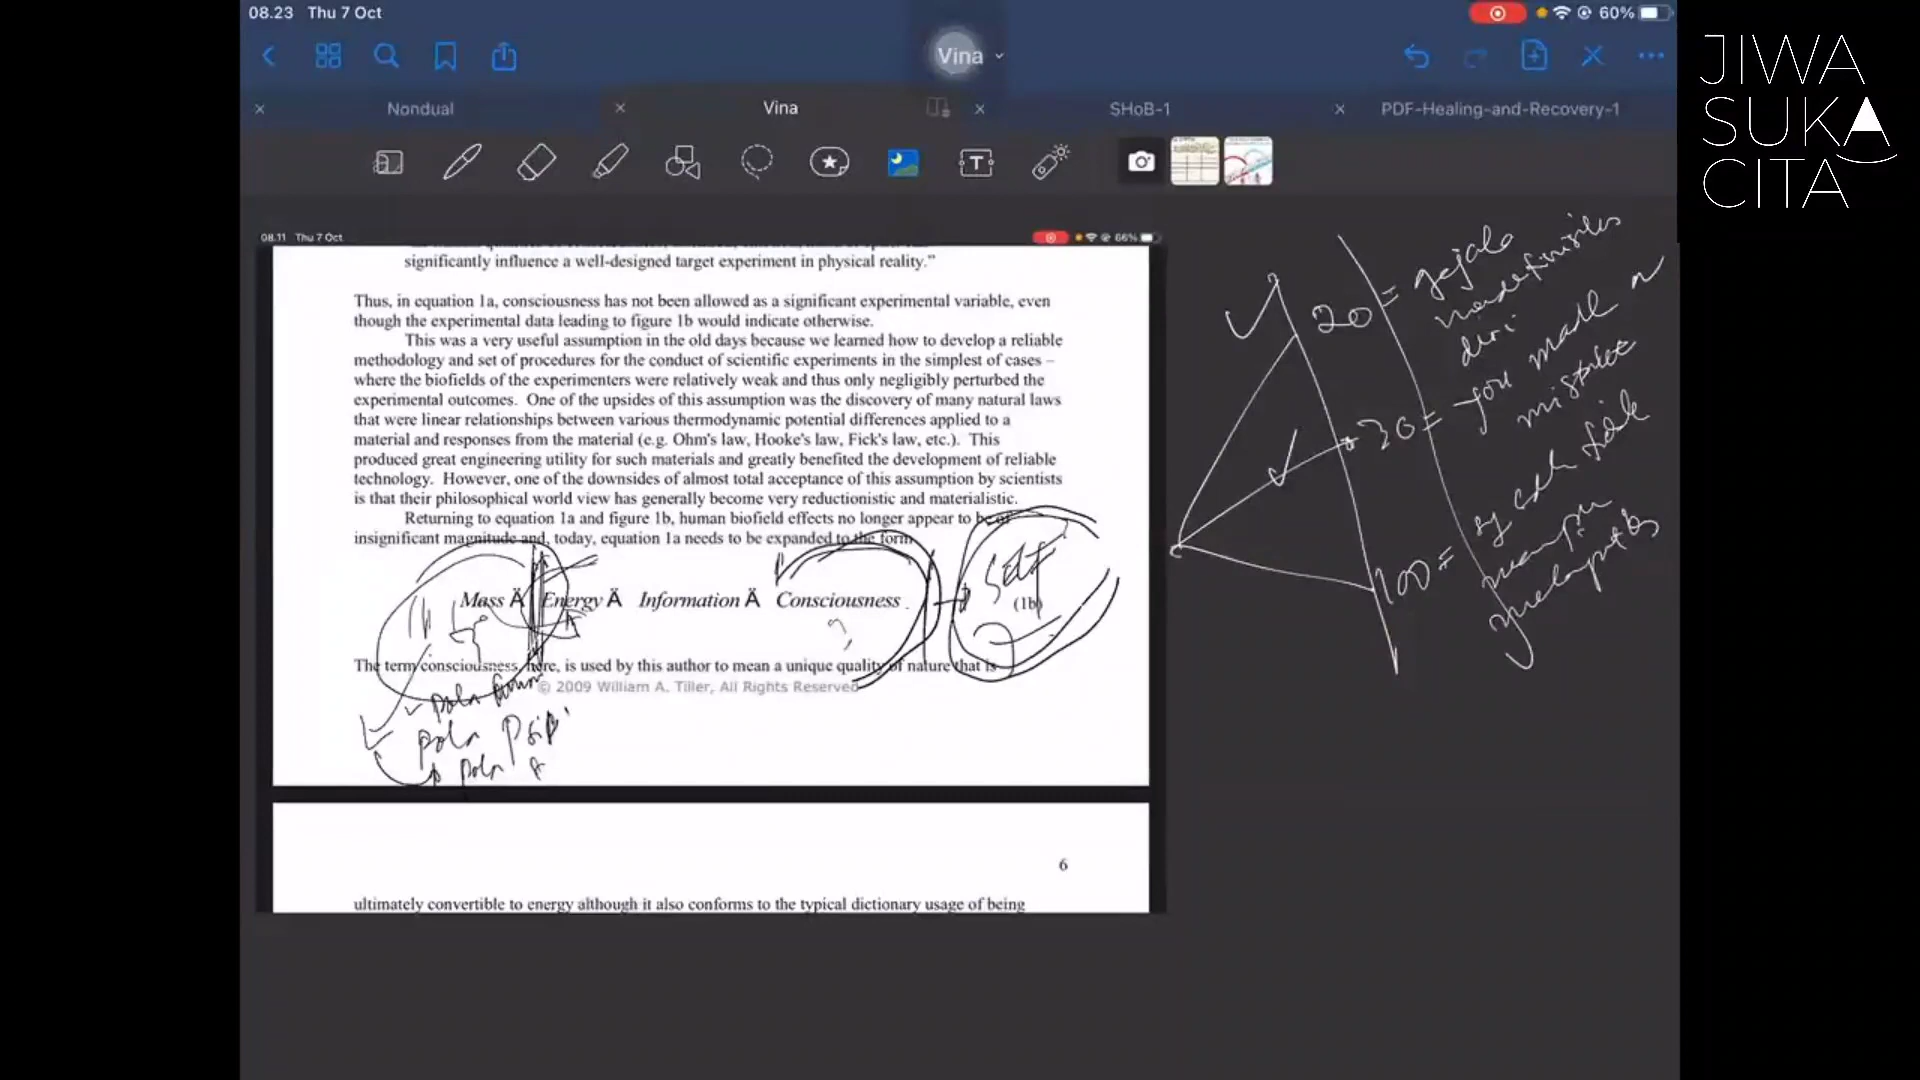 08.23 Thu 7 Oct
60%
Vina
Nondual
Vina
SHoB-1
PDF-Healing-and-Recovery-1
JIWA
SUKA
CITA
08.11 Thu 7 Oct
66%
significantly influence a well-designed target experiment in physical reality."
Thus, in equation 1a, consciousness has not been allowed as a significant experimental variable, even
though the experimental data leading to figure 1b would indicate otherwise.
This was a very useful assumption in the old days because we learned how to develop a reliable
methodology and set of procedures for the conduct of scientific experiments in the simplest of cases –
where the biofields of the experimenters were relatively weak and thus only negligibly perturbed the
experimental outcomes. One of the upsides of this assumption was the discovery of many natural laws
that were linear relationships between various thermodynamic potential differences applied to a
material and responses from the material (e.g. Ohm's law, Hooke's law, Fick's law, etc.). This
produced great engineering utility for such materials and greatly benefited the development of reliable
technology. However, one of the downsides of almost total acceptance of this assumption by scientists
is that their philosophical world view has generally become very reductionistic and materialistic.
Returning to equation 1a and figure 1b, human biofield effects no longer appear to be of
insignificant magnitude and, today, equation 1a needs to be expanded to the form
Self
Mass Ä Energy Ä Information Ä Consciousness . (1b)
?
The term consciousness, here, is used by this author to mean a unique quality of nature that is
© 2009 William A. Tiller, All Rights Reserved
pola
pola
pola
6
ultimately convertible to energy although it also conforms to the typical dictionary usage of being
20 = gejala
diri
30 = you made
100 =